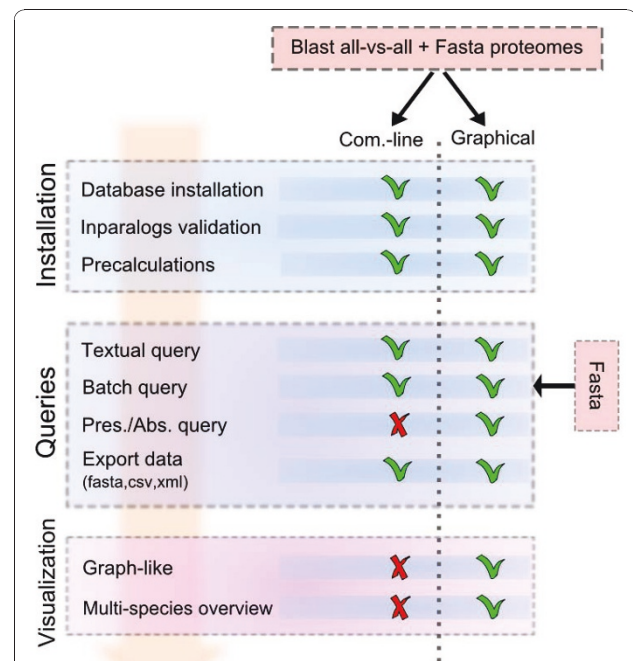 Blast all-vs-all + Fasta proteomes
Com.-line Graphical
Installation
Database installation
Inparalogs validation
Precalculations
Queries
Textual query
Batch query
Pres./Abs. query
Export data
(fasta,csv,xml)
Fasta
Visualization
Graph-like
Multi-species overview